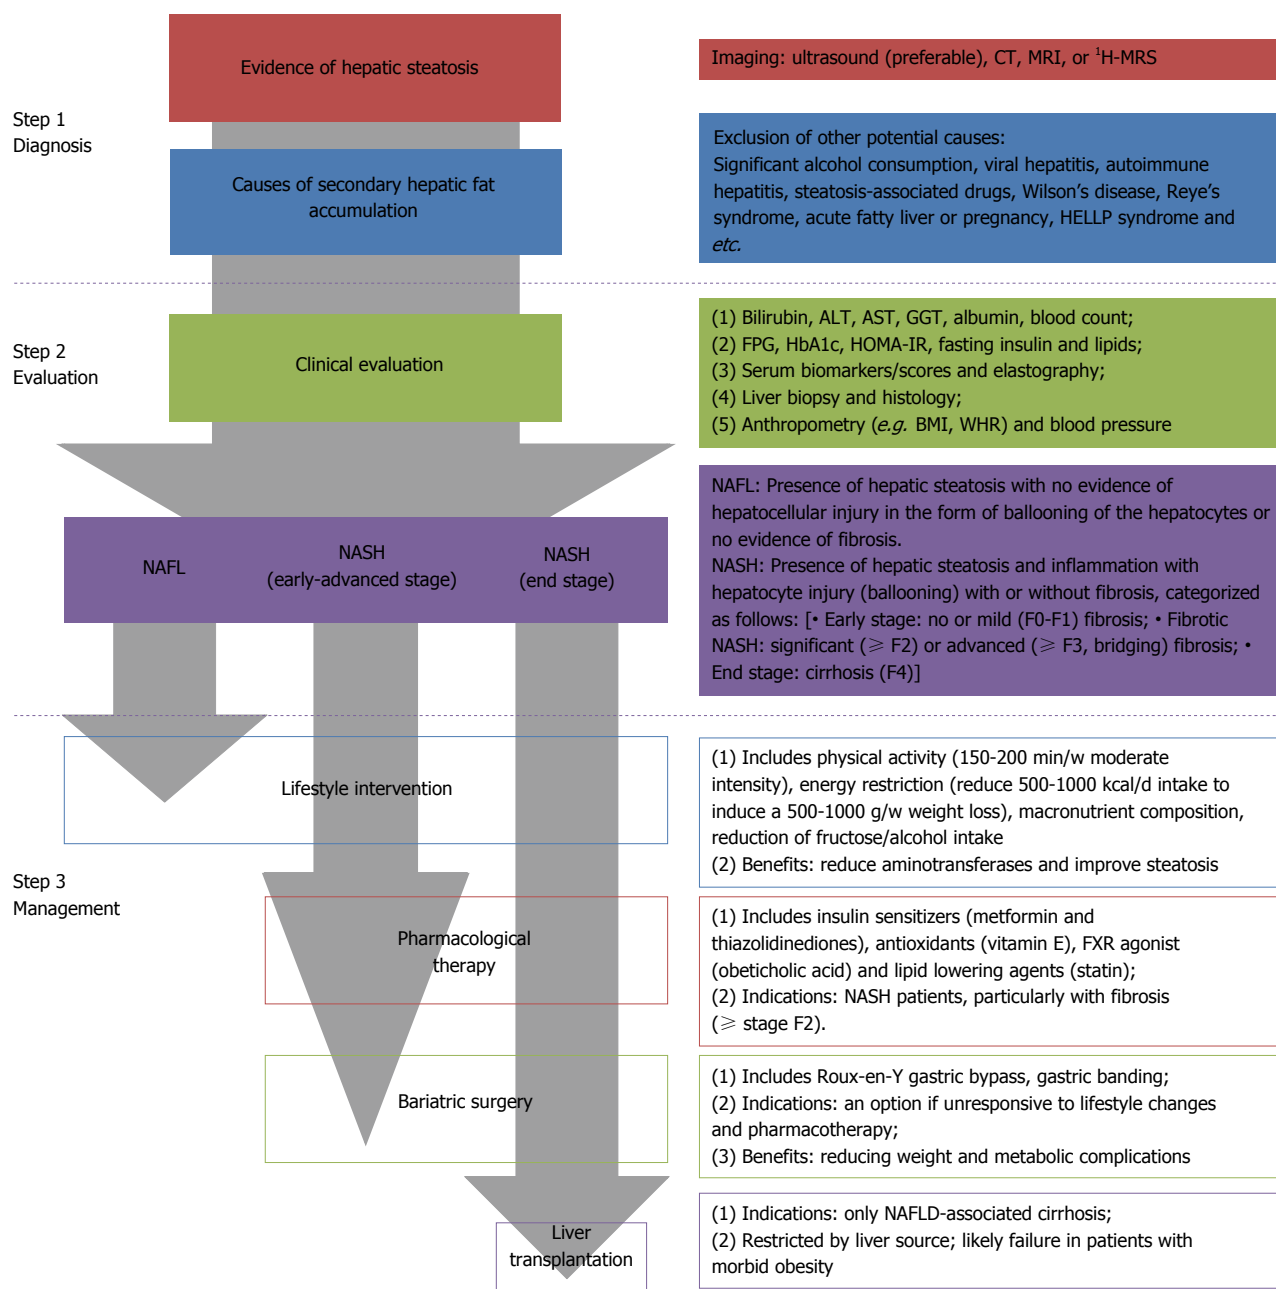 Evidence of hepatic steatosis
Imaging: ultrasound (preferable), CT, MRI, or ¹H-MRS
Step 1
Diagnosis
Causes of secondary hepatic fat
accumulation
Exclusion of other potential causes:
Significant alcohol consumption, viral hepatitis, autoimmune
hepatitis, steatosis-associated drugs, Wilson's disease, Reye's
syndrome, acute fatty liver or pregnancy, HELLP syndrome and
etc.
Step 2
Evaluation
Clinical evaluation
(1) Bilirubin, ALT, AST, GGT, albumin, blood count;
(2) FPG, HbA1c, HOMA-IR, fasting insulin and lipids;
(3) Serum biomarkers/scores and elastography;
(4) Liver biopsy and histology;
(5) Anthropometry (e.g. BMI, WHR) and blood pressure
NAFL
NASH
(early-advanced stage)
NASH
(end stage)
NAFL: Presence of hepatic steatosis with no evidence of
hepatocellular injury in the form of ballooning of the hepatocytes or
no evidence of fibrosis.
NASH: Presence of hepatic steatosis and inflammation with
hepatocyte injury (ballooning) with or without fibrosis, categorized
as follows: [• Early stage: no or mild (F0-F1) fibrosis; • Fibrotic
NASH: significant (≥ F2) or advanced (≥ F3, bridging) fibrosis; •
End stage: cirrhosis (F4)]
Step 3
Management
Lifestyle intervention
(1) Includes physical activity (150-200 min/w moderate
intensity), energy restriction (reduce 500-1000 kcal/d intake to
induce a 500-1000 g/w weight loss), macronutrient composition,
reduction of fructose/alcohol intake
(2) Benefits: reduce aminotransferases and improve steatosis
Pharmacological
therapy
(1) Includes insulin sensitizers (metformin and
thiazolidinediones), antioxidants (vitamin E), FXR agonist
(obeticholic acid) and lipid lowering agents (statin);
(2) Indications: NASH patients, particularly with fibrosis
(≥ stage F2).
Bariatric surgery
(1) Includes Roux-en-Y gastric bypass, gastric banding;
(2) Indications: an option if unresponsive to lifestyle changes
and pharmacotherapy;
(3) Benefits: reducing weight and metabolic complications
Liver
transplantation
(1) Indications: only NAFLD-associated cirrhosis;
(2) Restricted by liver source; likely failure in patients with
morbid obesity